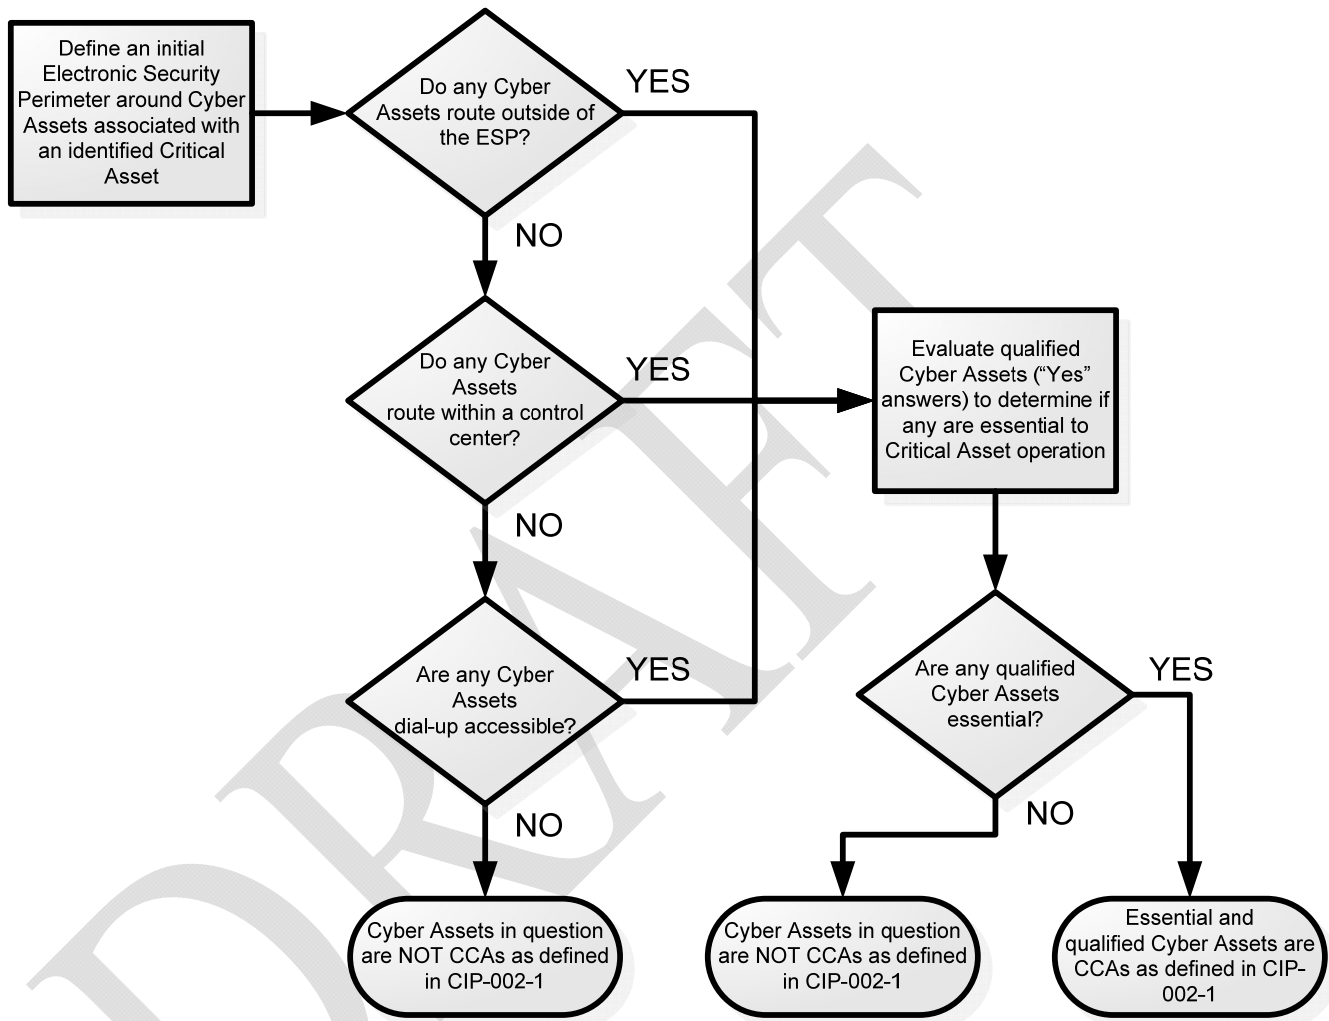 Define an initial
Electronic Security
Perimeter around Cyber
Assets associated with
an identified Critical
Asset
Do any Cyber
Assets route outside of
the ESP?
YES
NO
Do any Cyber
Assets
route within a control
center?
YES
NO
Are any Cyber
Assets
dial-up accessible?
YES
NO
Cyber Assets in question
are NOT CCAs as defined
in CIP-002-1
Evaluate qualified
Cyber Assets (“Yes”
answers) to determine if
any are essential to
Critical Asset operation
Are any qualified
Cyber Assets
essential?
YES
NO
Cyber Assets in question
are NOT CCAs as defined
in CIP-002-1
Essential and
qualified Cyber Assets are
CCAs as defined in CIP-
002-1
DRAFT